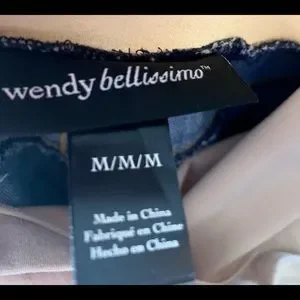 wendy bellissimo™
M/M/M
Made in China
Fabriqué en Chine
Hecho en China